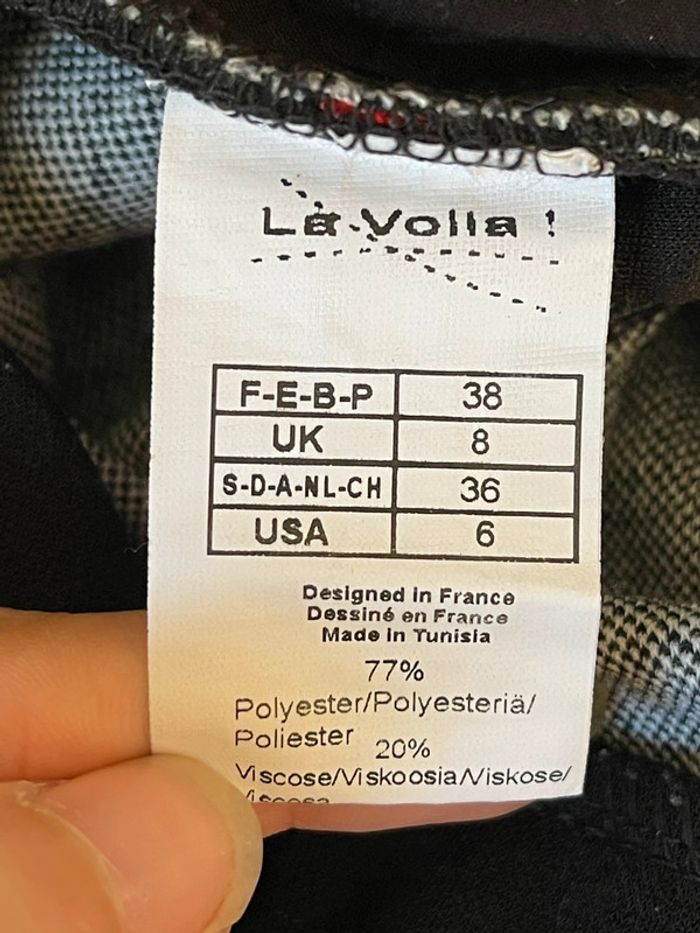 La Voila !
F-E-B-P 38
UK 8
S-D-A-NL-CH 36
USA 6
Designed in France
Dessiné en France
Made in Tunisia
77%
Polyester/Polyesteriä/
Poliester 20%
Viscose/Viskoosia/Viskose/